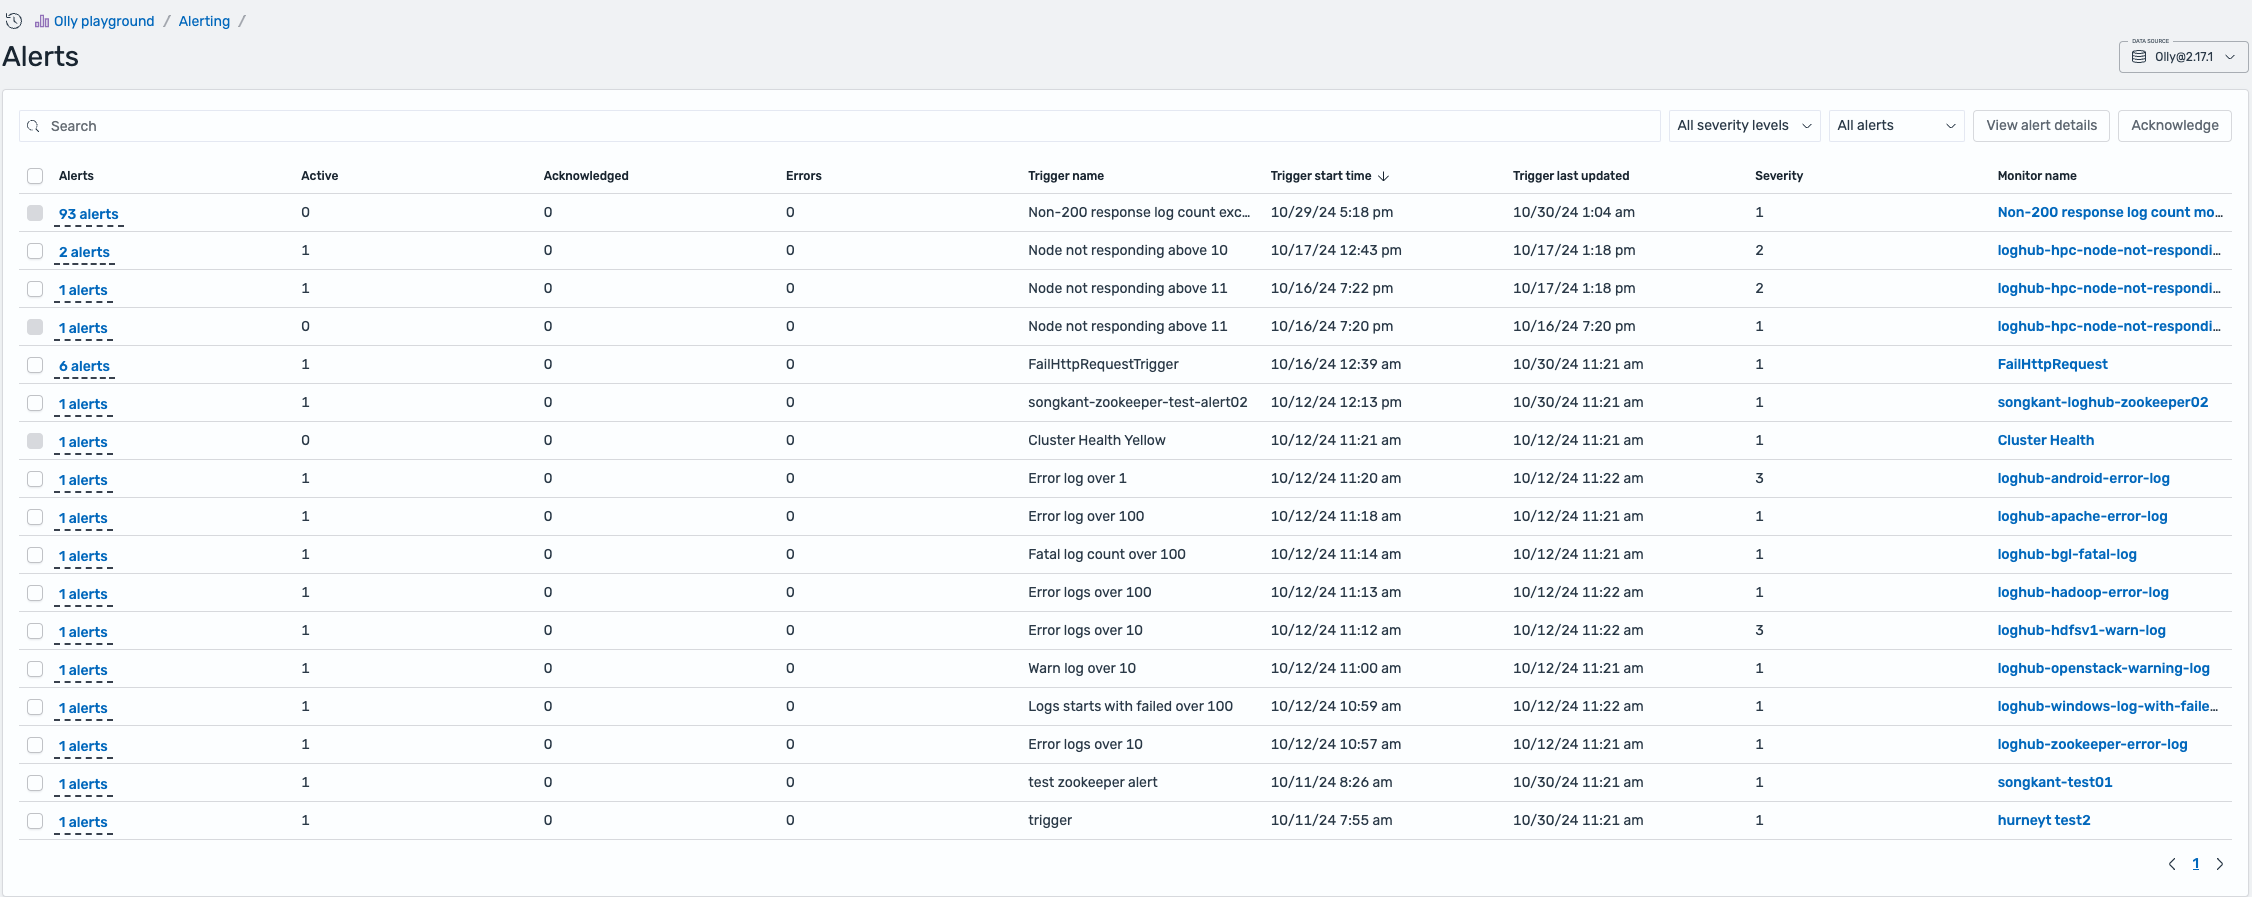 Olly playground / Alerting /
Alerts
DATA SOURCE
Olly@2.17.1
Search
All severity levels
All alerts
View alert details
Acknowledge
Alerts Active Acknowledged Errors Trigger name Trigger start time Trigger last updated Severity Monitor name
93 alerts 0 0 0 Non-200 response log count exc... 10/29/24 5:18 pm 10/30/24 1:04 am 1 Non-200 response log count mo...
2 alerts 1 0 0 Node not responding above 10 10/17/24 12:43 pm 10/17/24 1:18 pm 2 loghub-hpc-node-not-respondi...
1 alerts 1 0 0 Node not responding above 11 10/16/24 7:22 pm 10/17/24 1:18 pm 2 loghub-hpc-node-not-respondi...
1 alerts 0 0 0 Node not responding above 11 10/16/24 7:20 pm 10/16/24 7:20 pm 1 loghub-hpc-node-not-respondi...
6 alerts 1 0 0 FailHttpRequestTrigger 10/16/24 12:39 am 10/30/24 11:21 am 1 FailHttpRequest
1 alerts 1 0 0 songkant-zookeeper-test-alert02 10/12/24 12:13 pm 10/30/24 11:21 am 1 songkant-loghub-zookeeper02
1 alerts 0 0 0 Cluster Health Yellow 10/12/24 11:21 am 10/12/24 11:21 am 1 Cluster Health
1 alerts 1 0 0 Error log over 1 10/12/24 11:20 am 10/12/24 11:22 am 3 loghub-android-error-log
1 alerts 1 0 0 Error log over 100 10/12/24 11:18 am 10/12/24 11:21 am 1 loghub-apache-error-log
1 alerts 1 0 0 Fatal log count over 100 10/12/24 11:14 am 10/12/24 11:21 am 1 loghub-bgl-fatal-log
1 alerts 1 0 0 Error logs over 100 10/12/24 11:13 am 10/12/24 11:22 am 1 loghub-hadoop-error-log
1 alerts 1 0 0 Error logs over 10 10/12/24 11:12 am 10/12/24 11:22 am 3 loghub-hdfsv1-warn-log
1 alerts 1 0 0 Warn log over 10 10/12/24 11:00 am 10/12/24 11:21 am 1 loghub-openstack-warning-log
1 alerts 1 0 0 Logs starts with failed over 100 10/12/24 10:59 am 10/12/24 11:22 am 1 loghub-windows-log-with-faile...
1 alerts 1 0 0 Error logs over 10 10/12/24 10:57 am 10/12/24 11:21 am 1 loghub-zookeeper-error-log
1 alerts 1 0 0 test zookeeper alert 10/11/24 8:26 am 10/30/24 11:21 am 1 songkant-test01
1 alerts 1 0 0 trigger 10/11/24 7:55 am 10/30/24 11:21 am 1 hurneyt test2
1